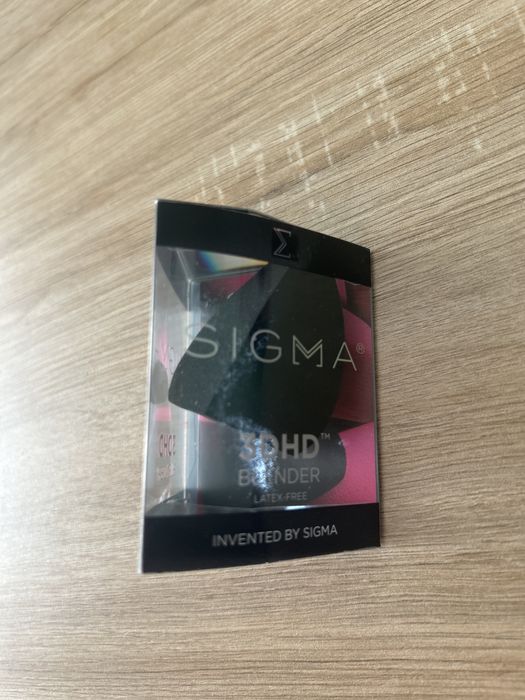 Σ
SIGMA®
3DHD™
BLENDER
LATEX-FREE
INVENTED BY SIGMA